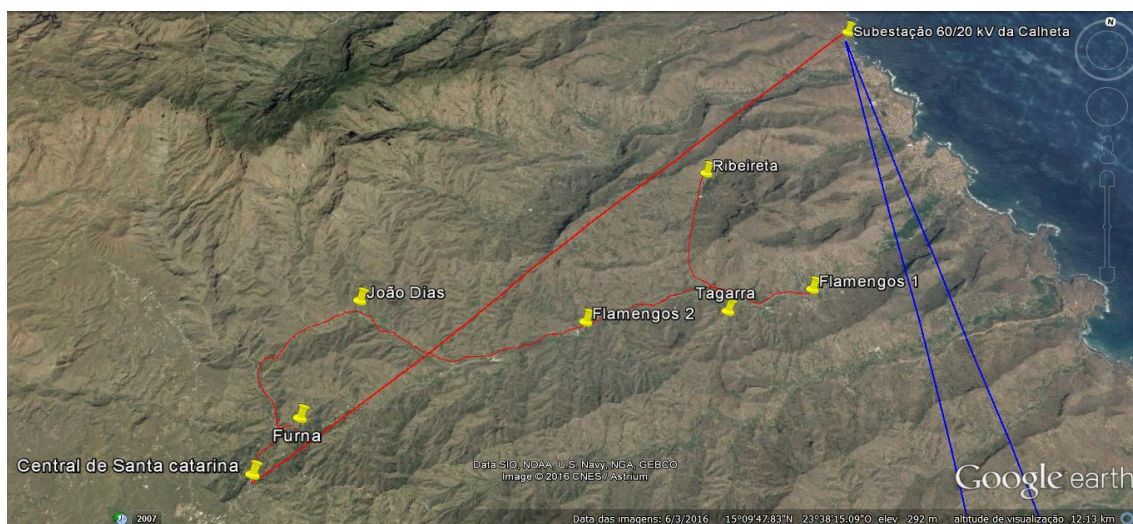 N
Subestação 60/20 kV da Calheta
Ribeireta
Flamengos 1
João Dias
Tagarra
Flamengos 2
Furna
Central de Santa catarina
Data SIO, NOAA, U.S. Navy, NGA, GEBCO
Image © 2016 CNES / Astrium
Google earth
2007
Data das imagens: 6/3/2016 15°09'47.83"N 23°38'15.09"O elev 292 m altitude de visualização 12.13 km